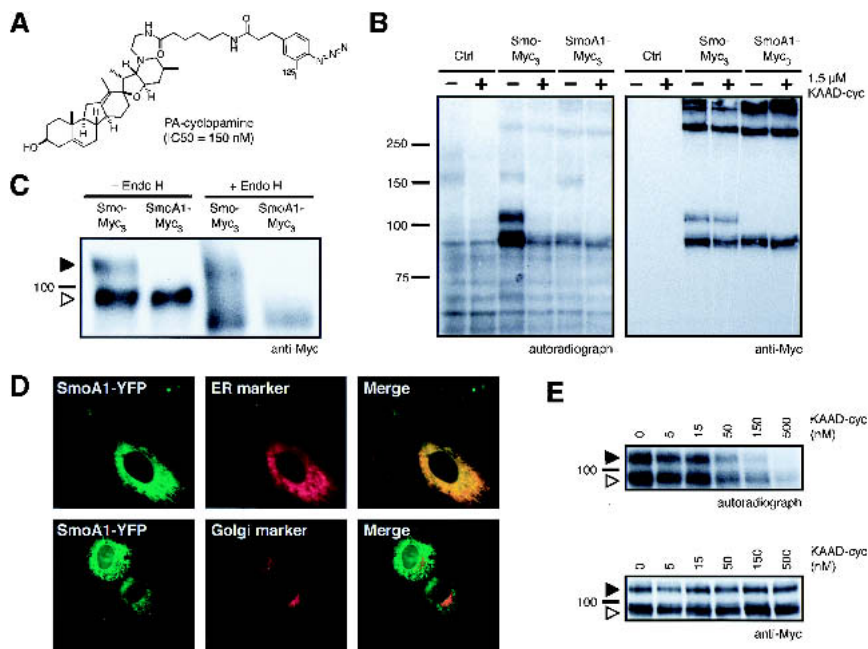 A
HO
H
H
H
H
N
O
HN
O
N
H
O
125I
N=N=N
PA-cyclopamine
(IC50 = 150 nM)
B
Ctrl
Smo-
Myc3
SmoA1-
Myc3
Ctrl
Smo-
Myc3
SmoA1-
Myc3
– + – + – +
– + – + – +
1.5 µM
KAAD-cyc
250
150
100
75
autoradiograph
anti-Myc
C
– Endo H
+ Endo H
Smo-
Myc3
SmoA1-
Myc3
Smo-
Myc3
SmoA1-
Myc3
100
anti Myc
D
SmoA1-YFP
ER marker
Merge
SmoA1-YFP
Golgi marker
Merge
E
0 5 15 50 150 500
KAAD-cyc
(nM)
100
autoradiograph
0 5 15 50 150 500
KAAD-cyc
(nM)
100
anti-Myc